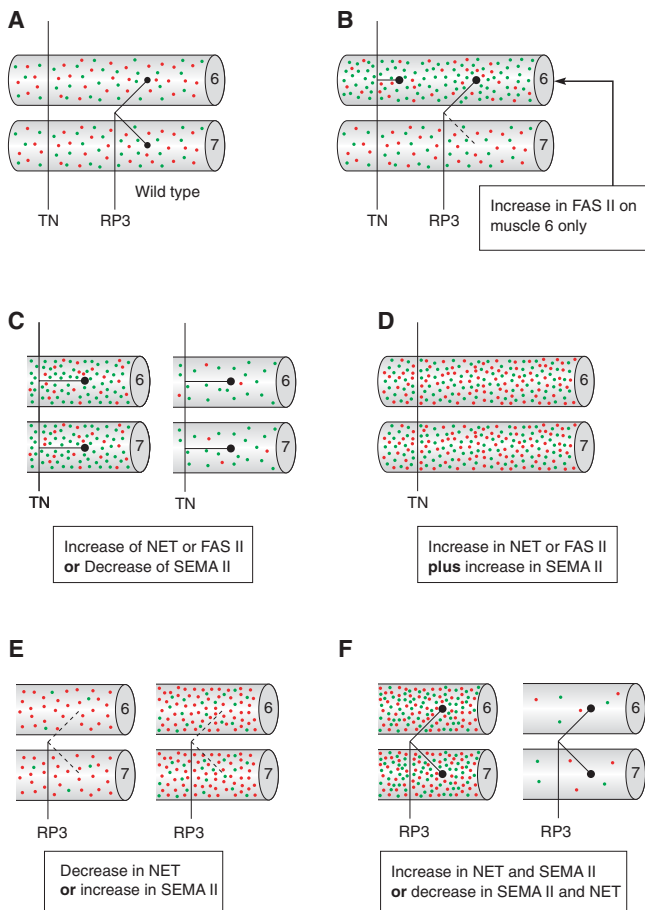 A
6
7
Wild type
TN
RP3
B
6
7
TN
RP3
Increase in FAS II on
muscle 6 only
C
6
7
TN
6
7
TN
Increase of NET or FAS II
or Decrease of SEMA II
D
6
7
TN
Increase in NET or FAS II
plus increase in SEMA II
E
6
7
RP3
6
7
RP3
Decrease in NET
or increase in SEMA II
F
6
7
RP3
6
7
RP3
Increase in NET and SEMA II
or decrease in SEMA II and NET